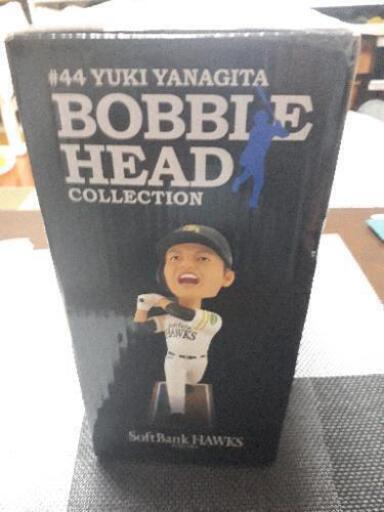 #44 YUKI YANAGITA
BOBBLE
HEAD
COLLECTION
HAWKS
SoftBank HAWKS